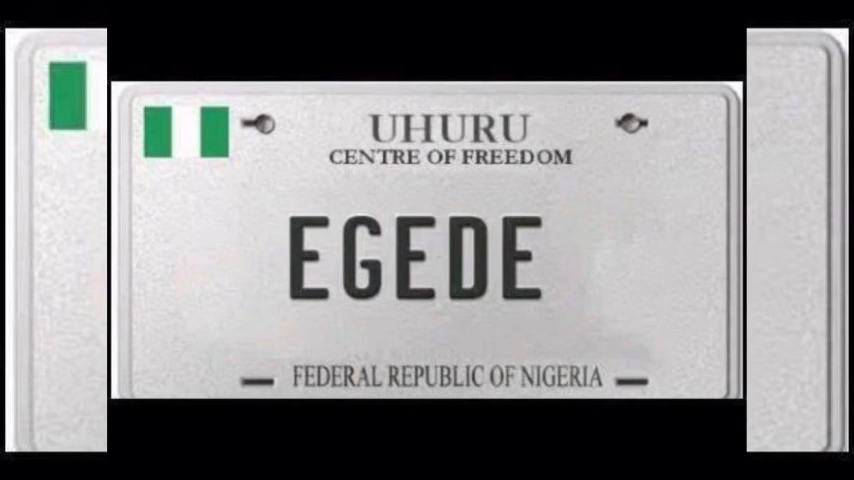 UHURU
CENTRE OF FREEDOM
EGEDE
FEDERAL REPUBLIC OF NIGERIA